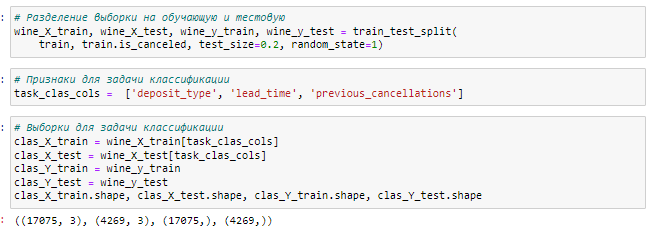 # Разделение выборки на обучающую и тестовую
wine_X_train, wine_X_test, wine_y_train, wine_y_test = train_test_split(
    train, train.is_canceled, test_size=0.2, random_state=1)
# Признаки для задачи классификации
task_clas_cols =  ['deposit_type', 'lead_time', 'previous_cancellations']
# Выборки для задачи классификации
clas_X_train = wine_X_train[task_clas_cols]
clas_X_test = wine_X_test[task_clas_cols]
clas_Y_train = wine_y_train
clas_Y_test = wine_y_test
clas_X_train.shape, clas_X_test.shape, clas_Y_train.shape, clas_Y_test.shape
((17075, 3), (4269, 3), (17075,), (4269,))